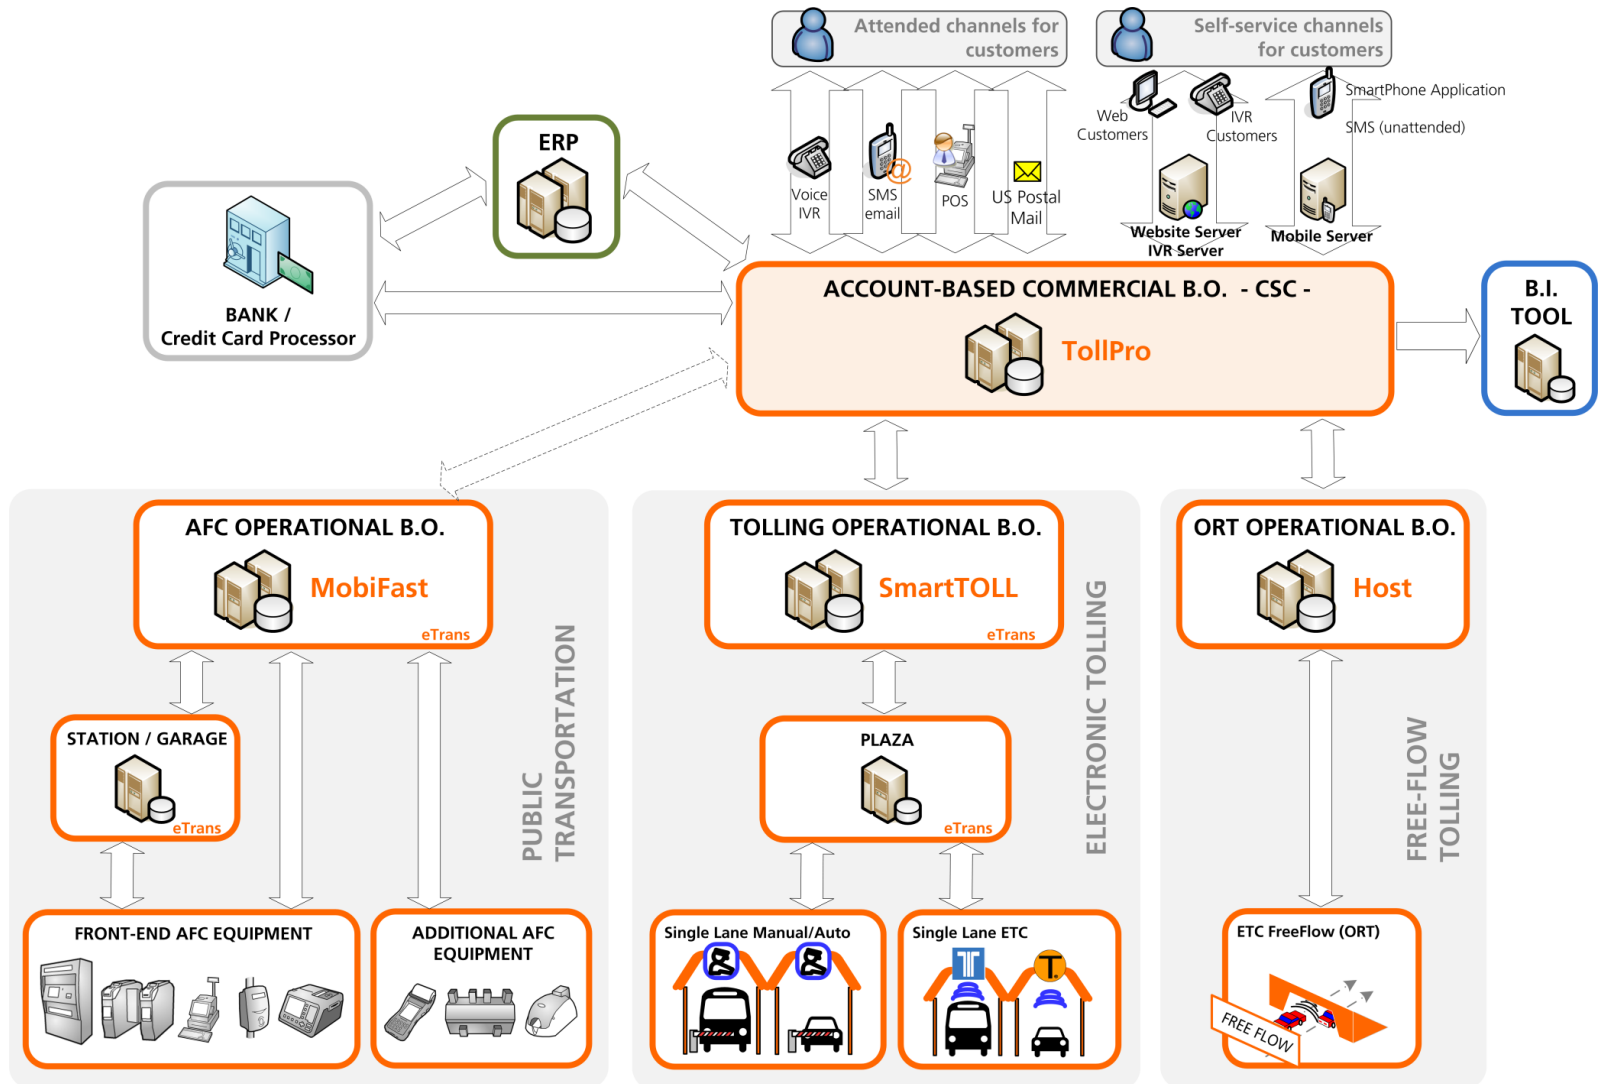 Attended channels for
customers
Self-service channels
for customers
SmartPhone Application
SMS (unattended)
Web
Customers
IVR
Customers
Voice
IVR
SMS
email
@
POS
US Postal
Mail
Website Server
IVR Server
Mobile Server
ERP
BANK /
Credit Card Processor
ACCOUNT-BASED COMMERCIAL B.O. - CSC -
TollPro
B.I.
TOOL
AFC OPERATIONAL B.O.
MobiFast
eTrans
STATION / GARAGE
eTrans
FRONT-END AFC EQUIPMENT
ADDITIONAL AFC
EQUIPMENT
PUBLIC
TRANSPORTATION
TOLLING OPERATIONAL B.O.
SmartTOLL
eTrans
PLAZA
eTrans
Single Lane Manual/Auto
Single Lane ETC
T
ELECTRONIC TOLLING
ORT OPERATIONAL B.O.
Host
ETC FreeFlow (ORT)
FREE FLOW
FREE-FLOW
TOLLING